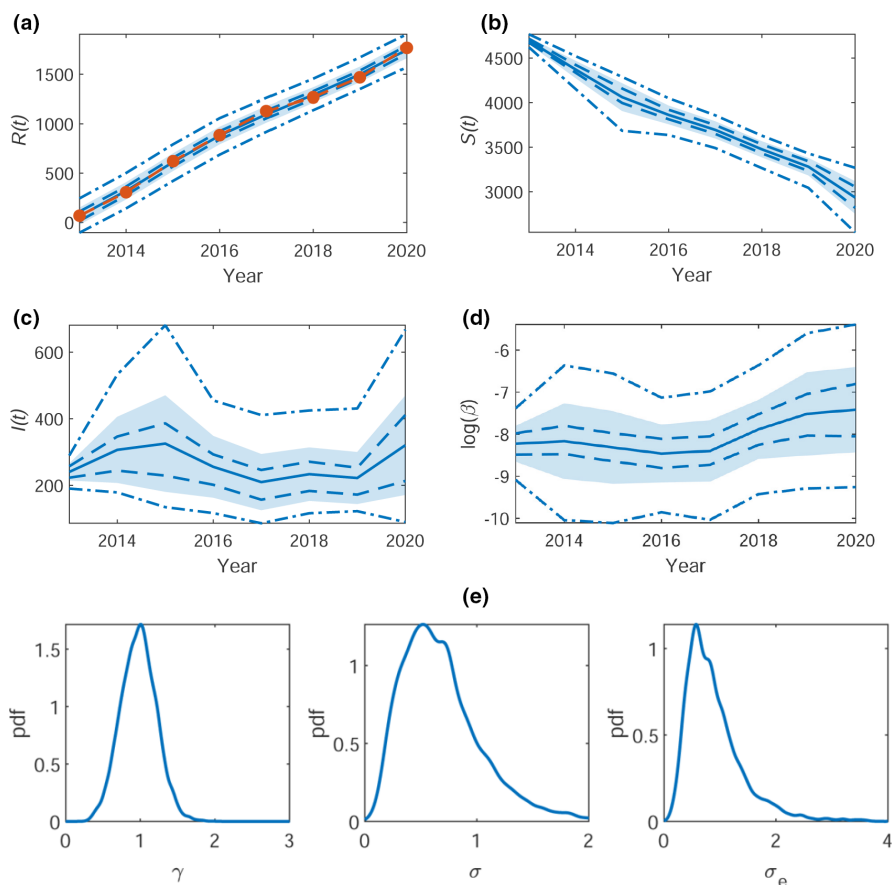 (a)
R(t)
1500
1000
500
0
2014 2016 2018 2020
Year
(b)
S(t)
4500
4000
3500
3000
2014 2016 2018 2020
Year
(c)
I(t)
600
400
200
2014 2016 2018 2020
Year
(d)
log(β)
-6
-7
-8
-9
-10
2014 2016 2018 2020
Year
(e)
pdf
1.5
1
0.5
0
0 1 2 3
γ
pdf
1
0.5
0
0 1 2
σ
pdf
1
0.5
0
0 2 4
σe